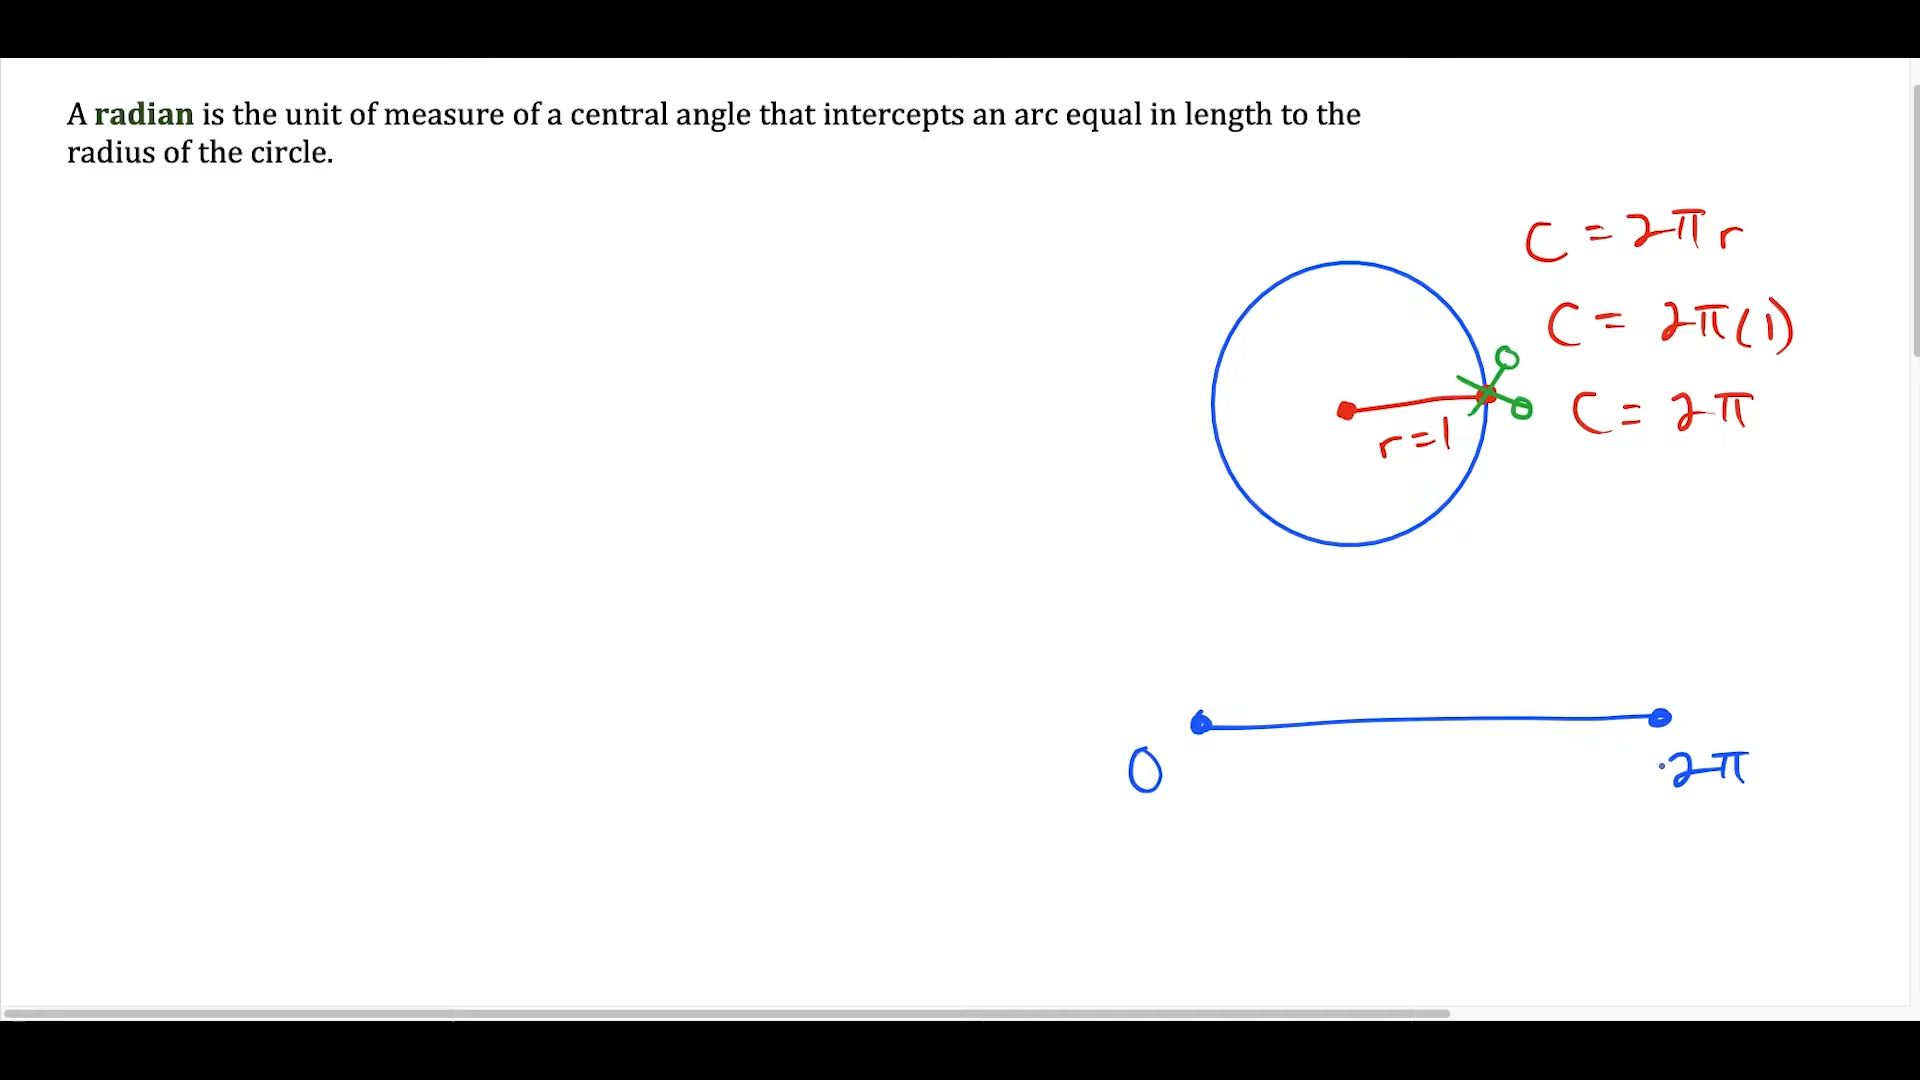 A radian is the unit of measure of a central angle that intercepts an arc equal in length to the
radius of the circle.
C = 2π r
C = 2π(1)
C = 2π
r=1
0
2π